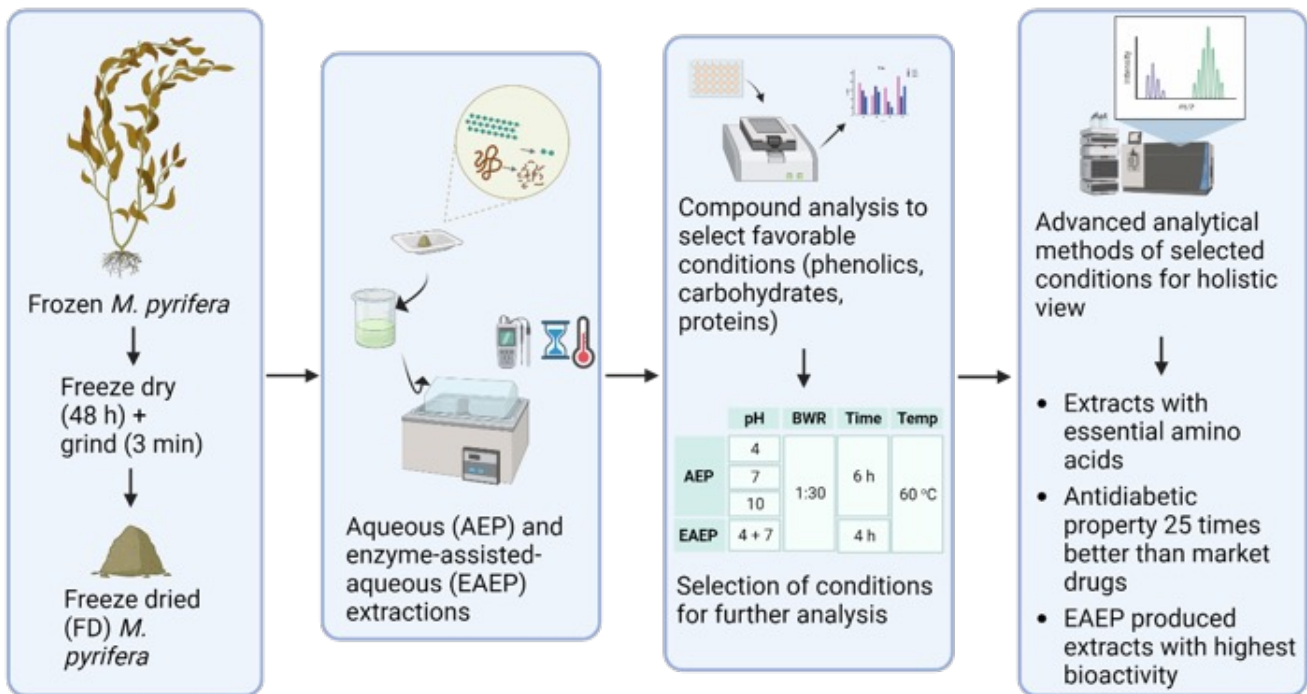 Frozen M. pyrifera
Freeze dry
(48 h) +
grind (3 min)
Freeze dried
(FD) M.
pyrifera
Aqueous (AEP) and
enzyme-assisted-
aqueous (EAEP)
extractions
Compound analysis to
select favorable
conditions (phenolics,
carbohydrates,
proteins)
pH BWR Time Temp
AEP 4 7 10 1:30 6 h 60 °C
EAEP 4 + 7 4 h
Selection of conditions
for further analysis
Intensity
Advanced analytical
methods of selected
conditions for holistic
view
• Extracts with
essential amino
acids
• Antidiabetic
property 25 times
better than market
drugs
• EAEP produced
extracts with highest
bioactivity